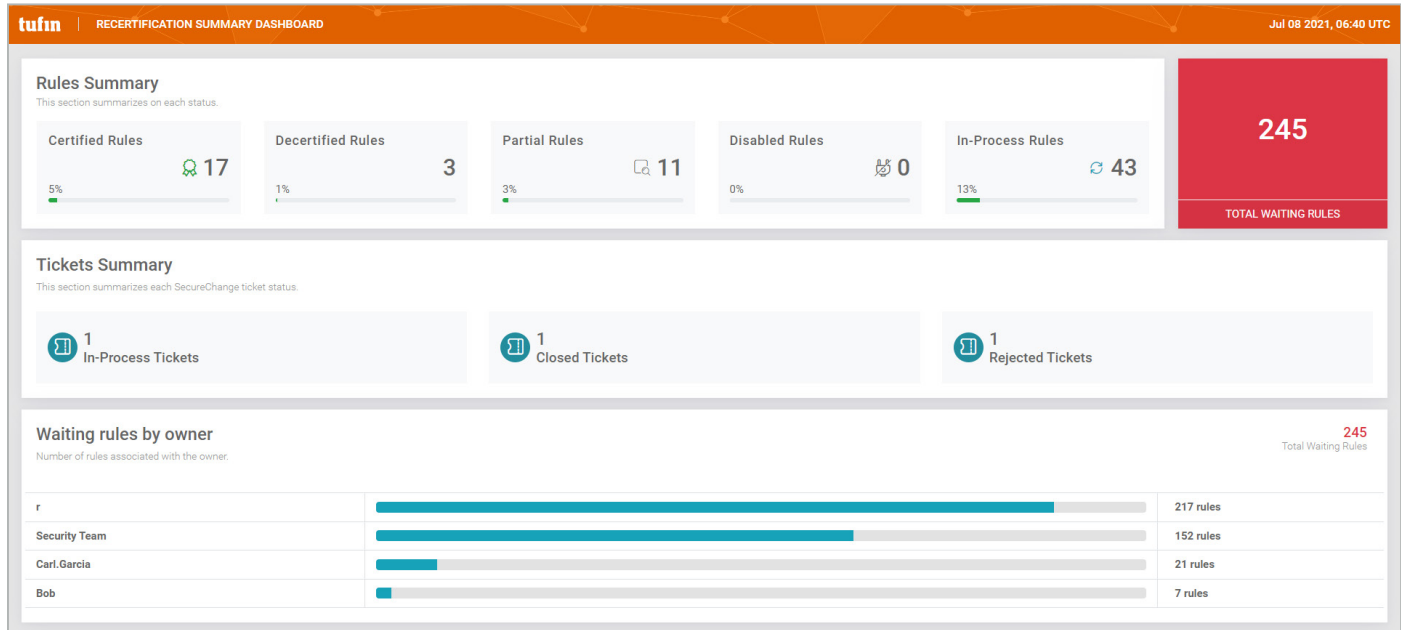 tufin RECERTIFICATION SUMMARY DASHBOARD Jul 08 2021, 06:40 UTC
Rules Summary
This section summarizes on each status.
Certified Rules
17
5%
Decertified Rules
3
1%
Partial Rules
11
3%
Disabled Rules
0
0%
In-Process Rules
43
13%
245
TOTAL WAITING RULES
Tickets Summary
This section summarizes each SecureChange ticket status.
1
In-Process Tickets
1
Closed Tickets
1
Rejected Tickets
Waiting rules by owner
Number of rules associated with the owner.
245
Total Waiting Rules
r 217 rules
Security Team 152 rules
Carl.Garcia 21 rules
Bob 7 rules